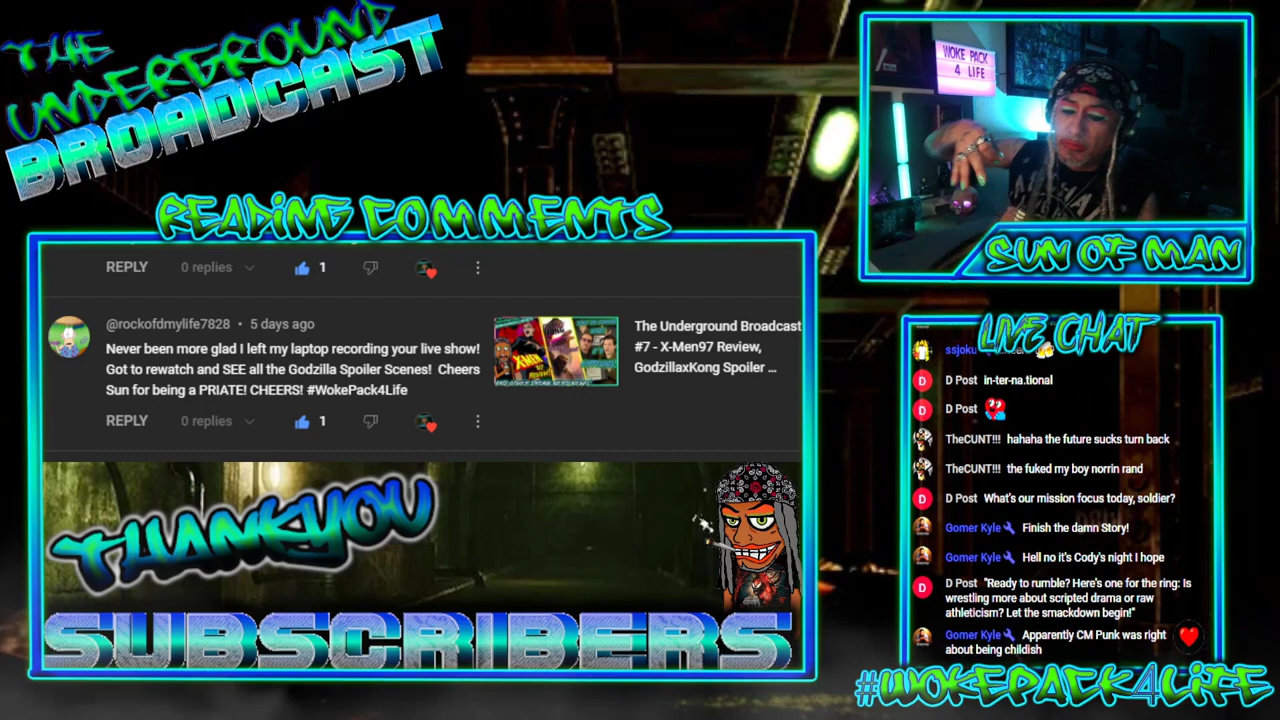 THE
UNDERGROUND
BROADCAST
WOKE PACK
4 LIFE
SUN OF MAN
READING COMMENTS
REPLY 0 replies 1
@rockofdmylife7828 • 5 days ago
Never been more glad I left my laptop recording your live show!
Got to rewatch and SEE all the Godzilla Spoiler Scenes! Cheers
Sun for being a PRIATE! CHEERS! #WokePack4Life
The Underground Broadcast
#7 - X-Men97 Review,
GodzillaxKong Spoiler ...
REPLY 0 replies 1
THANKYOU
SUBSCRIBERS
LIVE CHAT
ssjoku
D Post in-ter-na.tional
D Post
TheCUNT!!! hahaha the future sucks turn back
TheCUNT!!! the fuked my boy norrin rand
D Post What's our mission focus today, soldier?
Gomer Kyle Finish the damn Story!
Gomer Kyle Hell no it's Cody's night I hope
D Post "Ready to rumble? Here's one for the ring: Is
wrestling more about scripted drama or raw
athleticism? Let the smackdown begin!"
Gomer Kyle Apparently CM Punk was right
about being childish
#WOKEPACK4LIFE